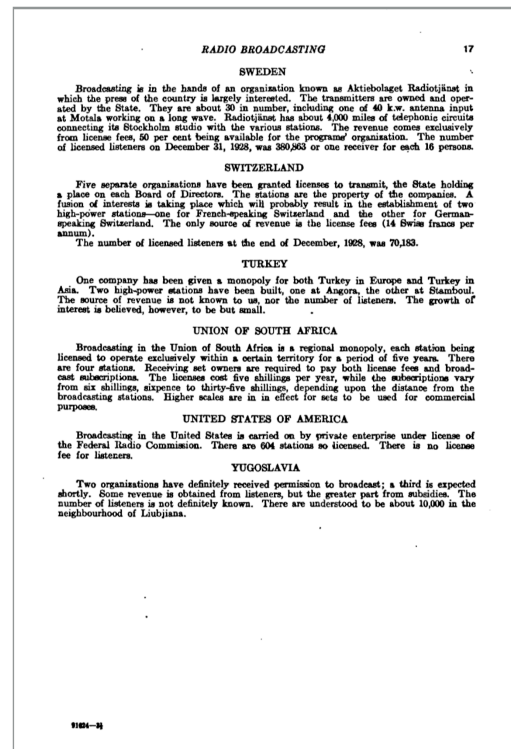 RADIO BROADCASTING 17
SWEDEN
Broadcasting is in the hands of an organization known as Aktiebolaget Radiotjänst in
which the press of the country is largely interested. The transmitters are owned and oper-
ated by the State. They are about 30 in number, including one of 40 k.w. antenna input
at Motala working on a long wave. Radiotjänst has about 4,000 miles of telephonic circuits
connecting its Stockholm studio with the various stations. The revenue comes exclusively
from license fees, 50 per cent being available for the programs' organization. The number
of licensed listeners on December 31, 1928, was 380,863 or one receiver for each 16 persons.
SWITZERLAND
Five separate organizations have been granted licenses to transmit, the State holding
a place on each Board of Directors. The stations are the property of the companies. A
fusion of interests is taking place which will probably result in the establishment of two
high-power stations—one for French-speaking Switzerland and the other for German-
speaking Switzerland. The only source of revenue is the license fees (14 Swiss francs per
annum).
The number of licensed listeners at the end of December, 1928, was 70,183.
TURKEY
One company has been given a monopoly for both Turkey in Europe and Turkey in
Asia. Two high-power stations have been built, one at Angora, the other at Stamboul.
The source of revenue is not known to us, nor the number of listeners. The growth of
interest is believed, however, to be but small.
UNION OF SOUTH AFRICA
Broadcasting in the Union of South Africa is a regional monopoly, each station being
licensed to operate exclusively within a certain territory for a period of five years. There
are four stations. Receiving set owners are required to pay both license fees and broad-
cast subscriptions. The licenses cost five shillings per year, while the subscriptions vary
from six shillings, sixpence to thirty-five shillings, depending upon the distance from the
broadcasting stations. Higher scales are in in effect for sets to be used for commercial
purposes.
UNITED STATES OF AMERICA
Broadcasting in the United States is carried on by private enterprise under license of
the Federal Radio Commission. There are 604 stations so licensed. There is no license
fee for listeners.
YUGOSLAVIA
Two organizations have definitely received permission to broadcast; a third is expected
shortly. Some revenue is obtained from listeners, but the greater part from subsidies. The
number of listeners is not definitely known. There are understood to be about 10,000 in the
neighbourhood of Liubjiana.
91024—3½